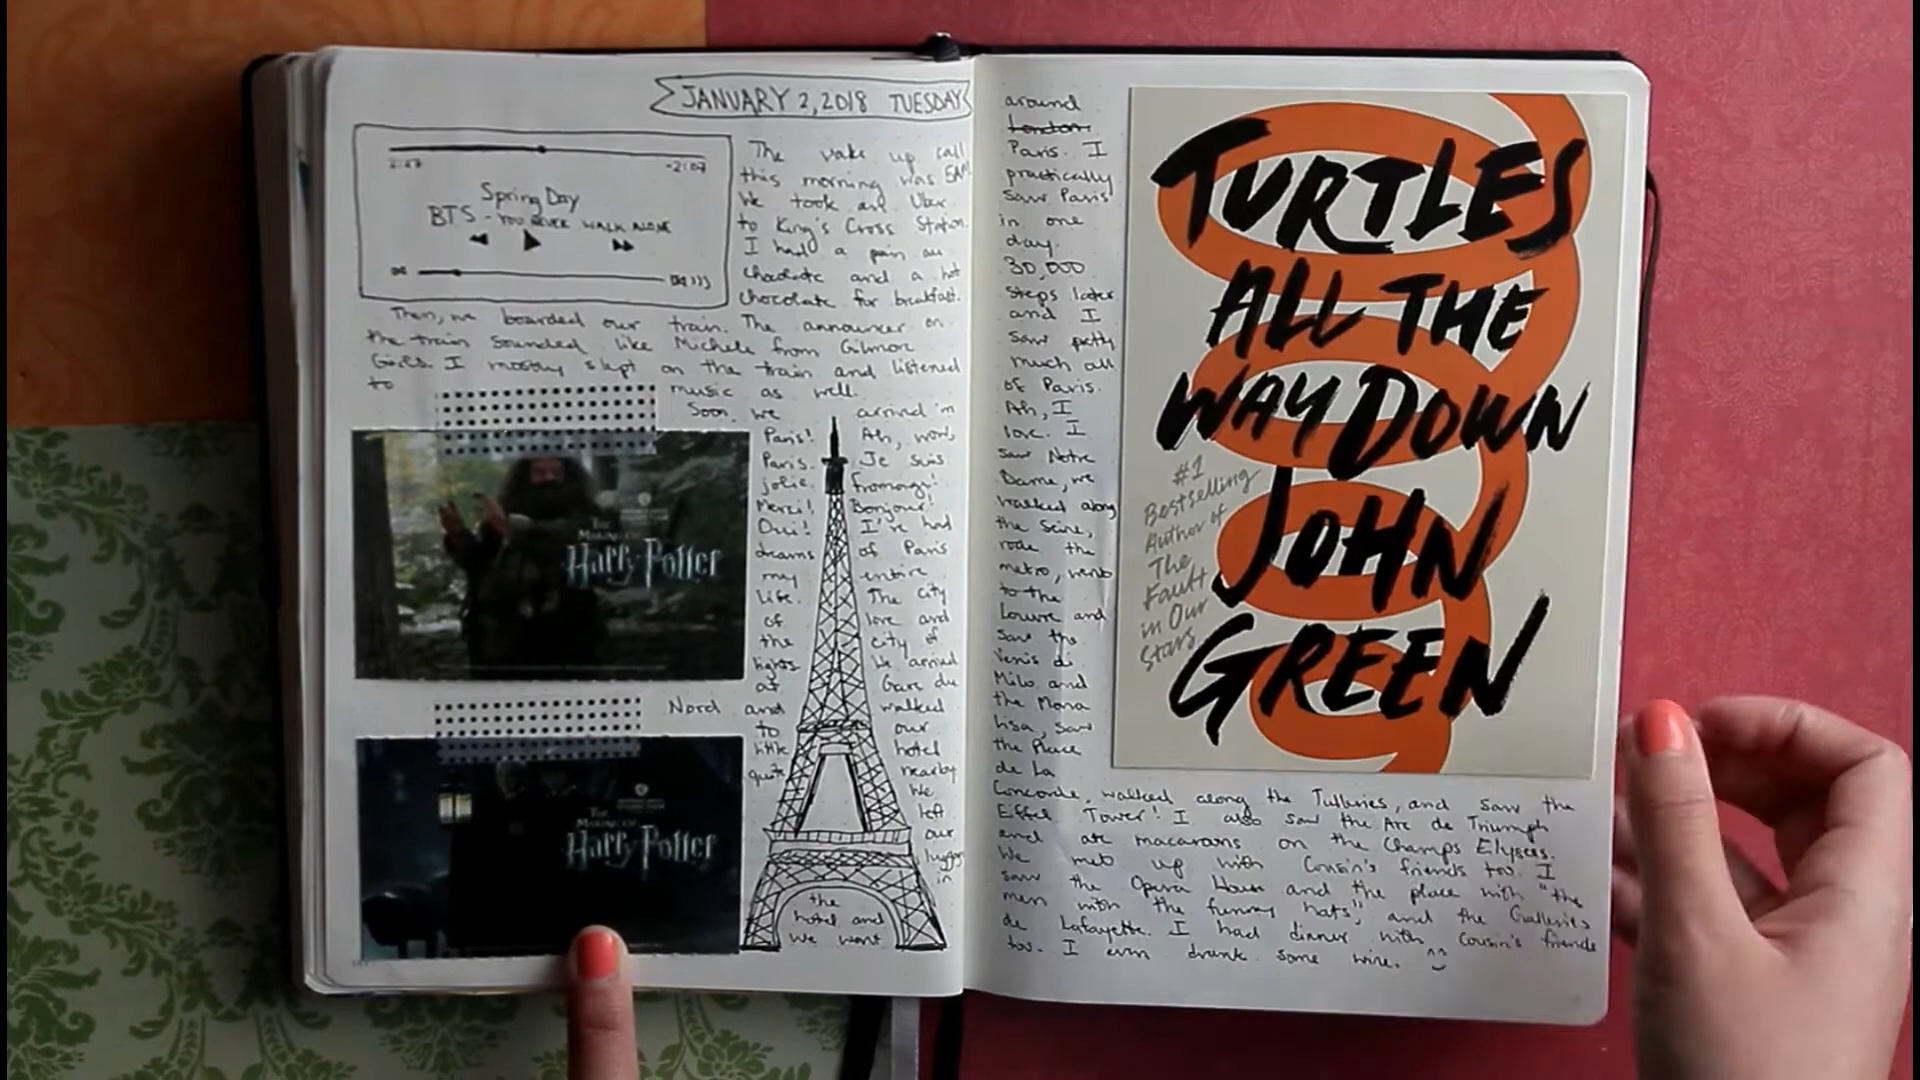 JANUARY 2, 2018 TUESDAY
2:27
-2:07
Spring Day
BTS - YOU NEVER WALK ALONE
The wake up call
this morning was 5AM.
We took an Uber
to King's Cross Station.
I had a pain au
chocolate and a hot
chocolate for breakfast.
Then, we boarded our train. The announcer on
the train sounded like Michele from Gilmore
Girls. I mostly slept on the train and listened
to music as well.
Soon, we arrived in
Paris! Ah, wow,
Paris. Je suis
jolie. Fromage!
Merci! Bonjour!
Oui! I've had
dreams of Paris
my entire
life. The city
of love and
the city of
lights. We arrived
at Gare du
Nord and walked
to our
little hotel
quite nearby
We
left
our
luggage
in
the
hotel and
we went
THE
MAKING OF
Harry Potter
THE
MAKING OF
Harry Potter
around
London
Paris. I
practically
saw Paris
in one
day.
30,000
steps later
and I
saw pretty
much all
of Paris.
Ah, I
love. I
saw Notre
Dame, we
walked along
the Seine,
rode the
metro, went
to the
Louvre and
saw the
Venis di
Milo and
the Mona
Lisa, saw
the Place
de La
Concorde, walked along the Tulleries, and saw the
Eiffel Tower! I also saw the Arc de Triumph
and ate macarons on the Champs Elysees.
We met up with Cousin's friends too. I
saw the Opera House and the place with "the
men with the funny hats", and the Galleries
de Lafayette. I had dinner with Cousin's friends
too. I even drank some wine.
TURTLES
ALL THE
WAY DOWN
#1
Bestselling
Author of
The
Fault
in Our
Stars
JOHN
GREEN